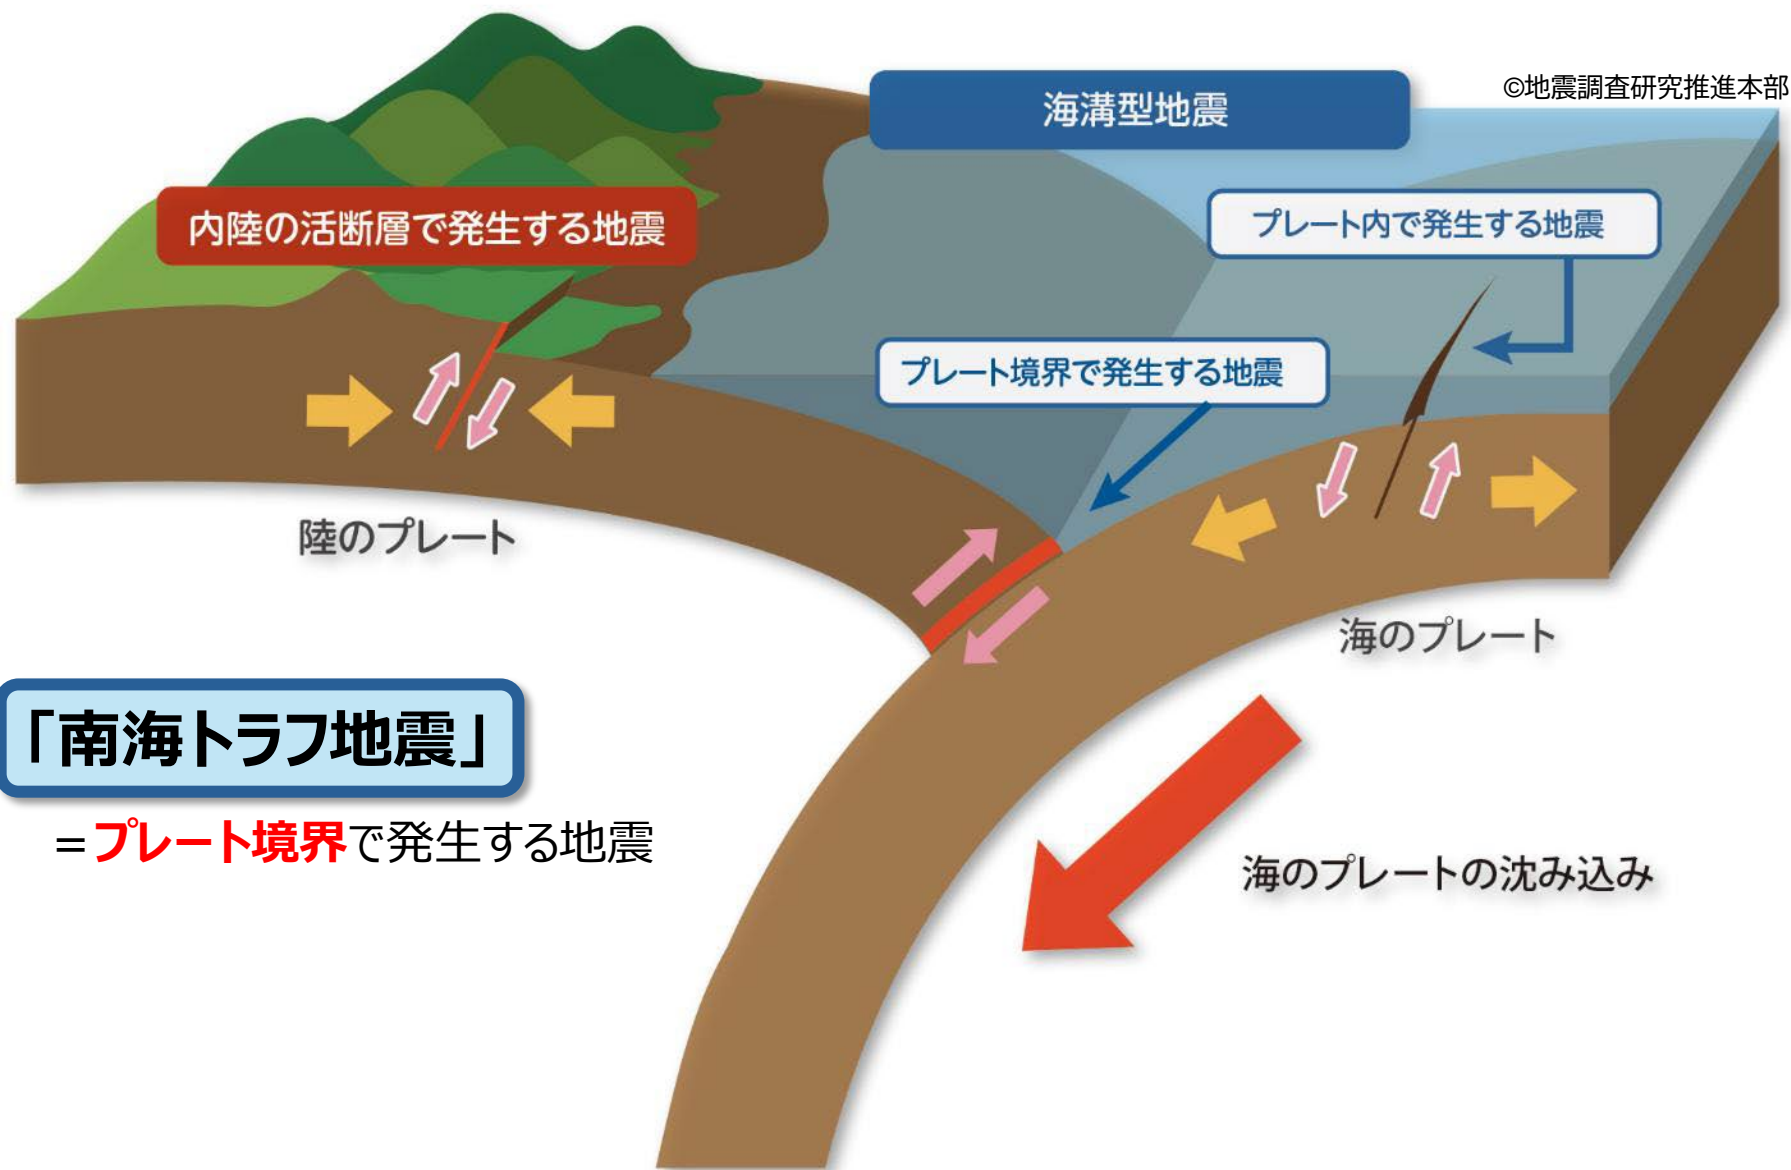 ©地震調査研究推進本部
海溝型地震
内陸の活断層で発生する地震
プレート内で発生する地震
プレート境界で発生する地震
陸のプレート
海のプレート
「南海トラフ地震」
=プレート境界で発生する地震
海のプレートの沈み込み